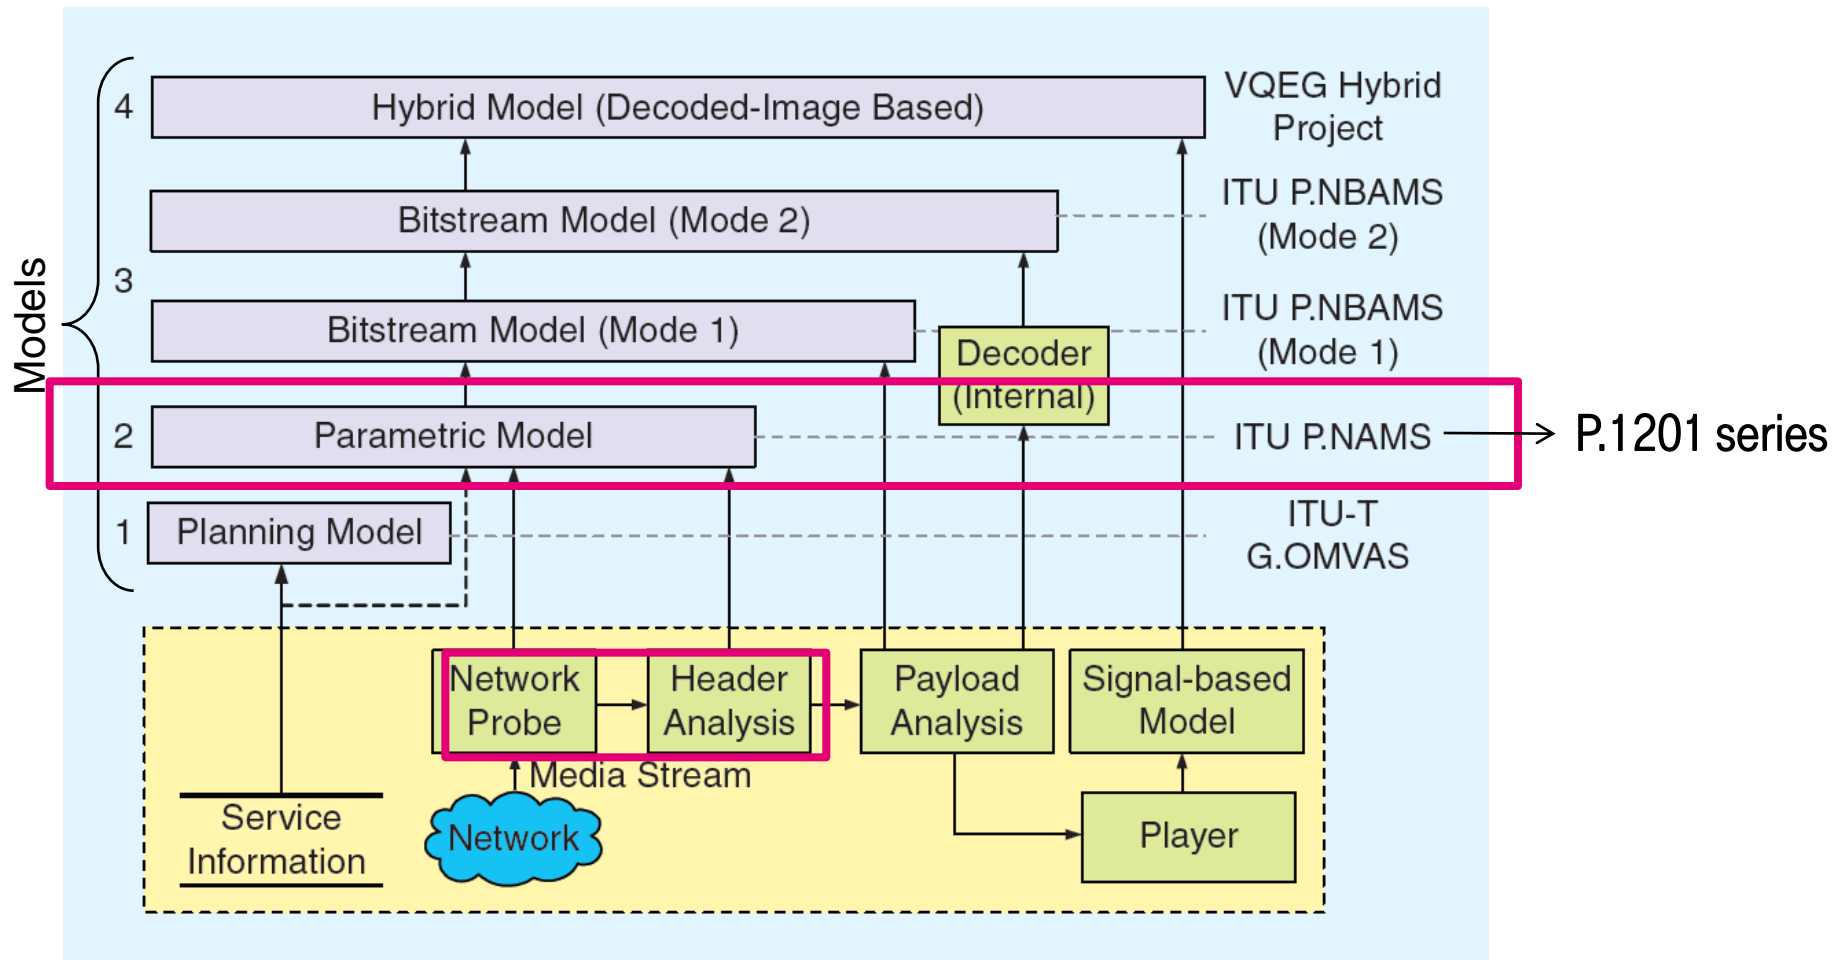 Models
4
Hybrid Model (Decoded-Image Based)
VQEG Hybrid
Project
Bitstream Model (Mode 2)
ITU P.NBAMS
(Mode 2)
3
Bitstream Model (Mode 1)
ITU P.NBAMS
(Mode 1)
Decoder
(Internal)
2
Parametric Model
ITU P.NAMS
P.1201 series
1
Planning Model
ITU-T
G.OMVAS
Network
Probe
Header
Analysis
Payload
Analysis
Signal-based
Model
Media Stream
Service
Information
Network
Player